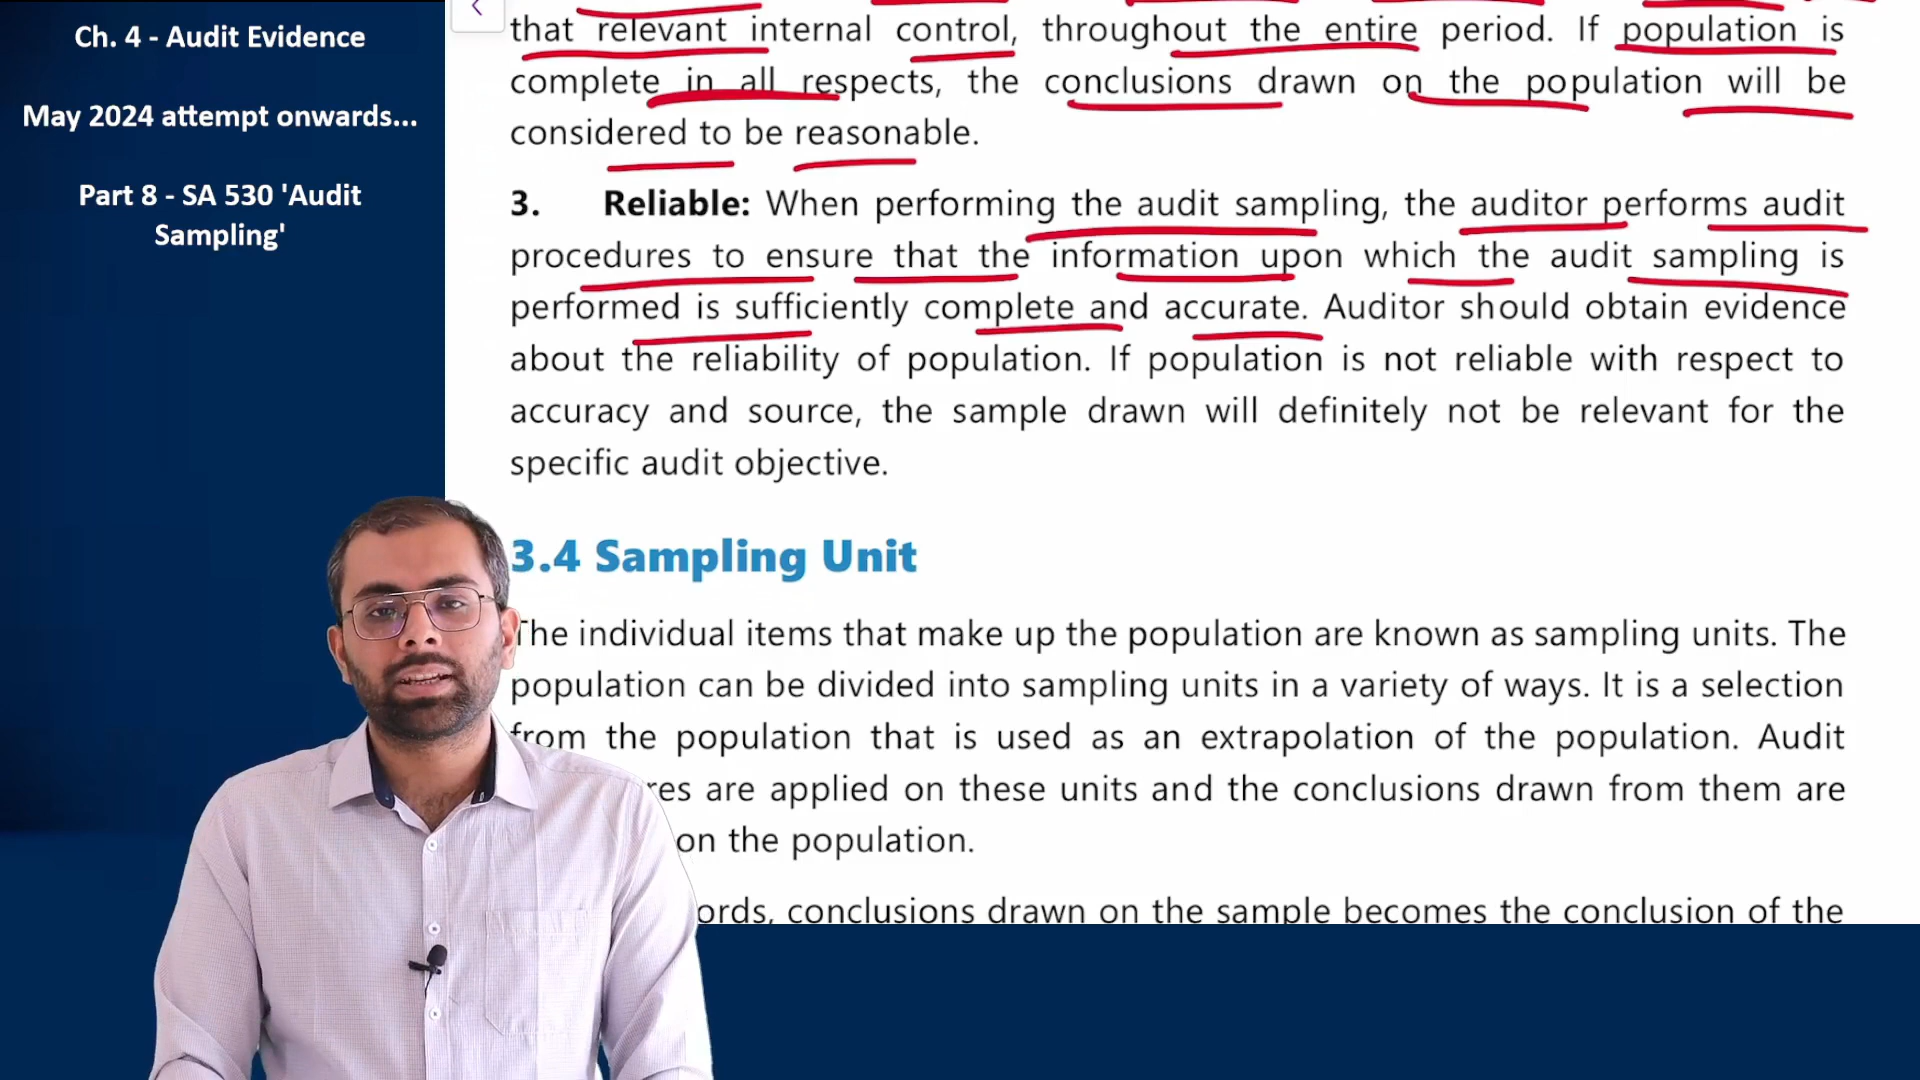 Ch. 4 - Audit Evidence
May 2024 attempt onwards...
Part 8 - SA 530 'Audit
Sampling'
that relevant internal control, throughout the entire period. If population is
complete in all respects, the conclusions drawn on the population will be
considered to be reasonable.
3. Reliable: When performing the audit sampling, the auditor performs audit
procedures to ensure that the information upon which the audit sampling is
performed is sufficiently complete and accurate. Auditor should obtain evidence
about the reliability of population. If population is not reliable with respect to
accuracy and source, the sample drawn will definitely not be relevant for the
specific audit objective.
3.4 Sampling Unit
The individual items that make up the population are known as sampling units. The
population can be divided into sampling units in a variety of ways. It is a selection
from the population that is used as an extrapolation of the population. Audit
res are applied on these units and the conclusions drawn from them are
on the population.
ords, conclusions drawn on the sample becomes the conclusion of the